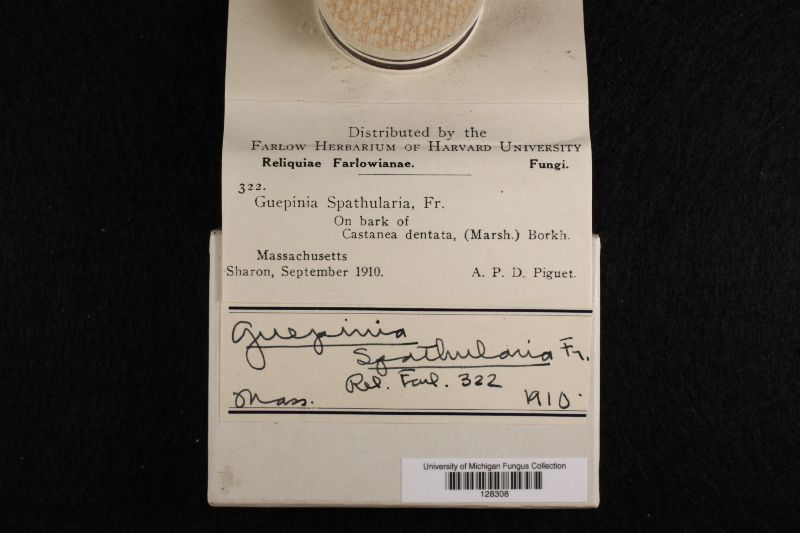 Distributed by the
FARLOW HERBARIUM OF HARVARD UNIVERSITY
Reliquiae Farlowianae. Fungi.
322.
Guepinia Spathularia, Fr.
On bark of
Castanea dentata, (Marsh.) Borkh.
Massachusetts
Sharon, September 1910. A. P. D. Piguet.
Guepinia
Spathularia Fr.
Rel. Farl. 322
Mass. 1910.
University of Michigan Fungus Collection
128308